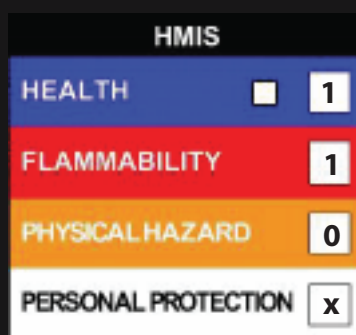 HMIS
HEALTH 1
FLAMMABILITY 1
PHYSICAL HAZARD 0
PERSONAL PROTECTION x